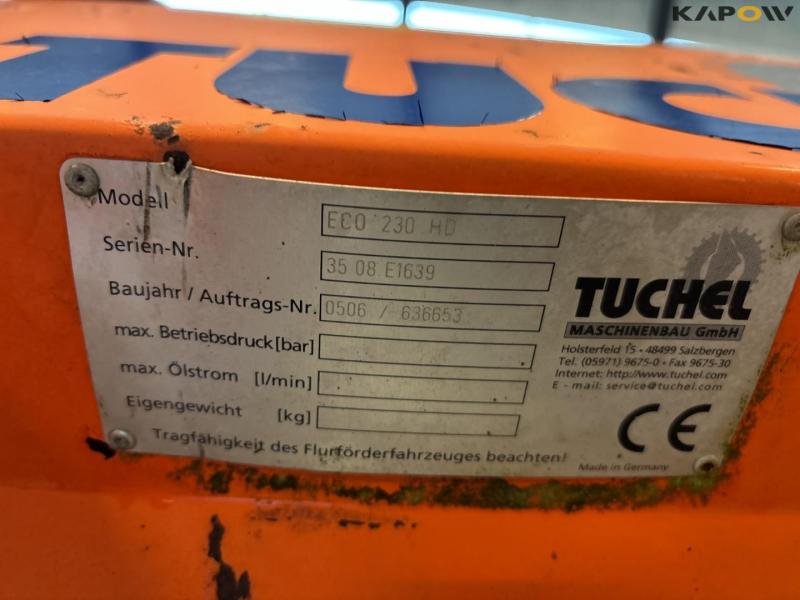 KAPOW
TUC
Modell ECO 230 HD
Serien-Nr. 35 08 E1639
Baujahr / Auftrags-Nr. 0506 / 636653
max. Betriebsdruck [bar]
max. Ölstrom [l/min]
Eigengewicht [kg]
Tragfähigkeit des Flurförderfahrzeuges beachten!
TUCHEL
MASCHINENBAU GmbH
Holsterfeld 15 • 48499 Salzbergen
Tel. (05971) 9675-0 • Fax 9675-30
Internet: http://www.tuchel.com
E - mail: service@tuchel.com
CE
Made in Germany